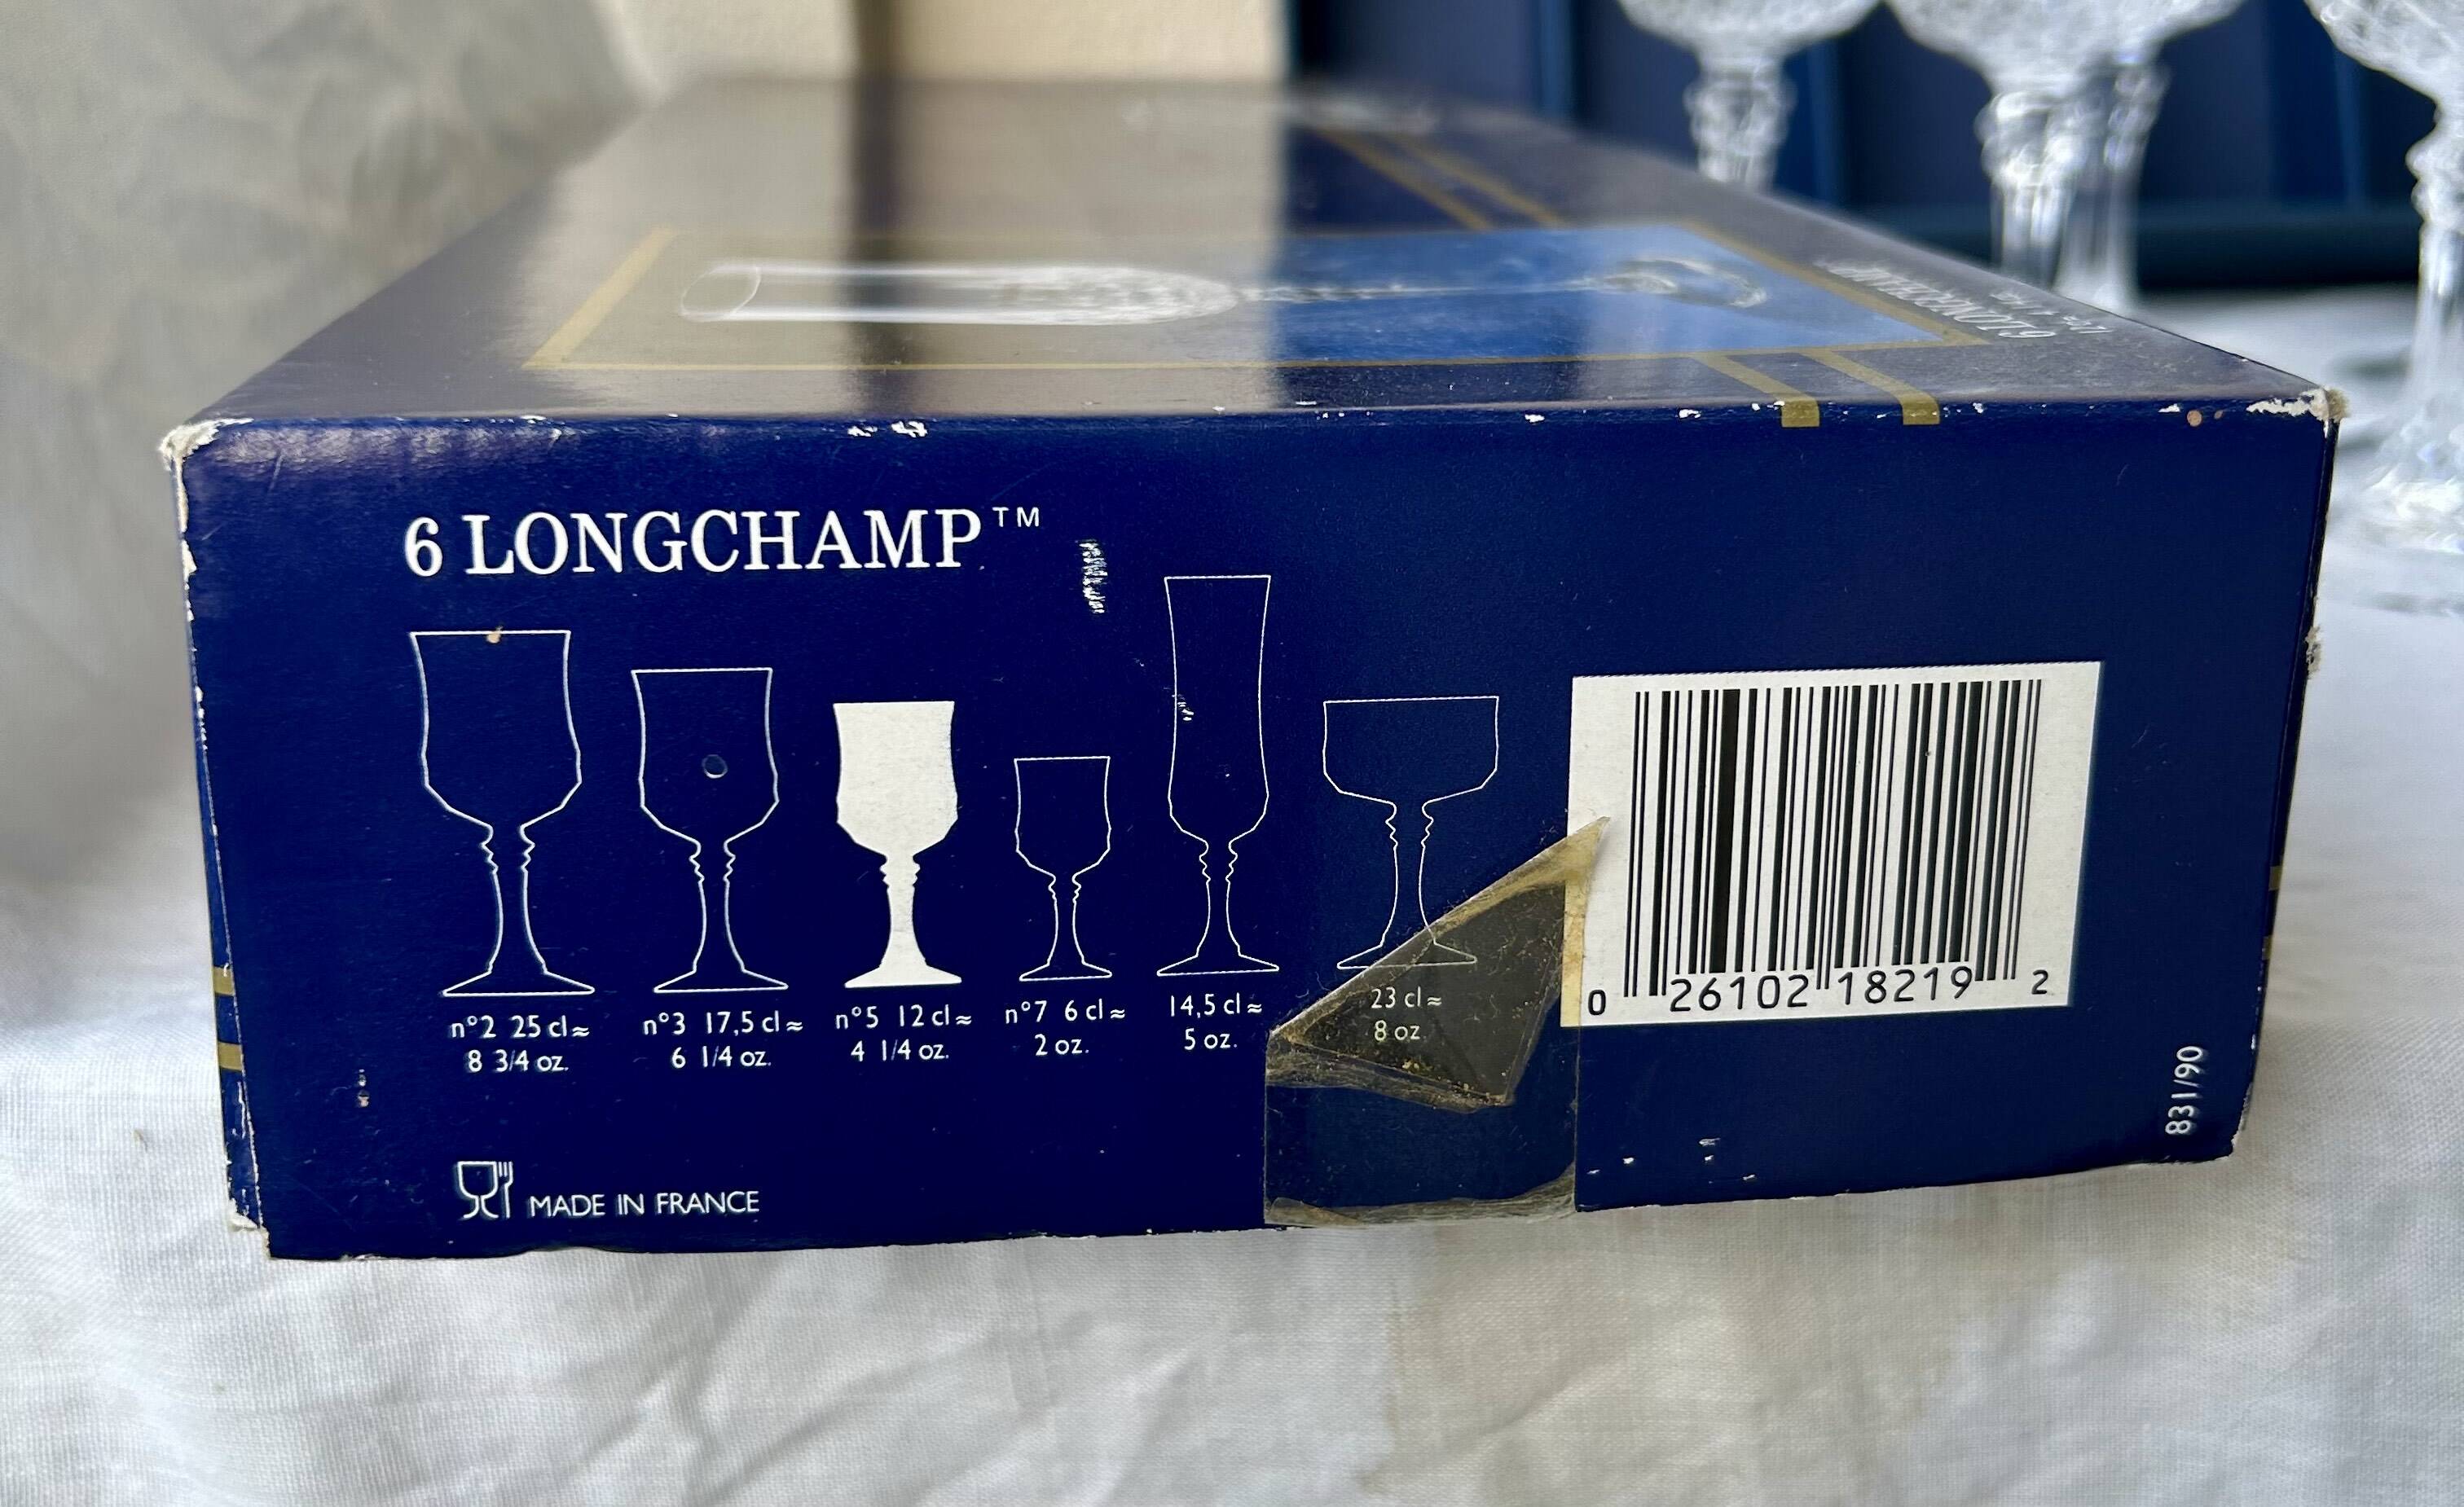 6 LONGCHAMP
6 LONGCHAMP™
n°2 25 cl ≈
8 3/4 oz.
n°3 17,5 cl ≈
6 1/4 oz.
n°5 12 cl ≈
4 1/4 oz.
n°7 6 cl ≈
2 oz.
14,5 cl ≈
5 oz.
23 cl ≈
8 oz
0 26102 18219 2
831/90
MADE IN FRANCE